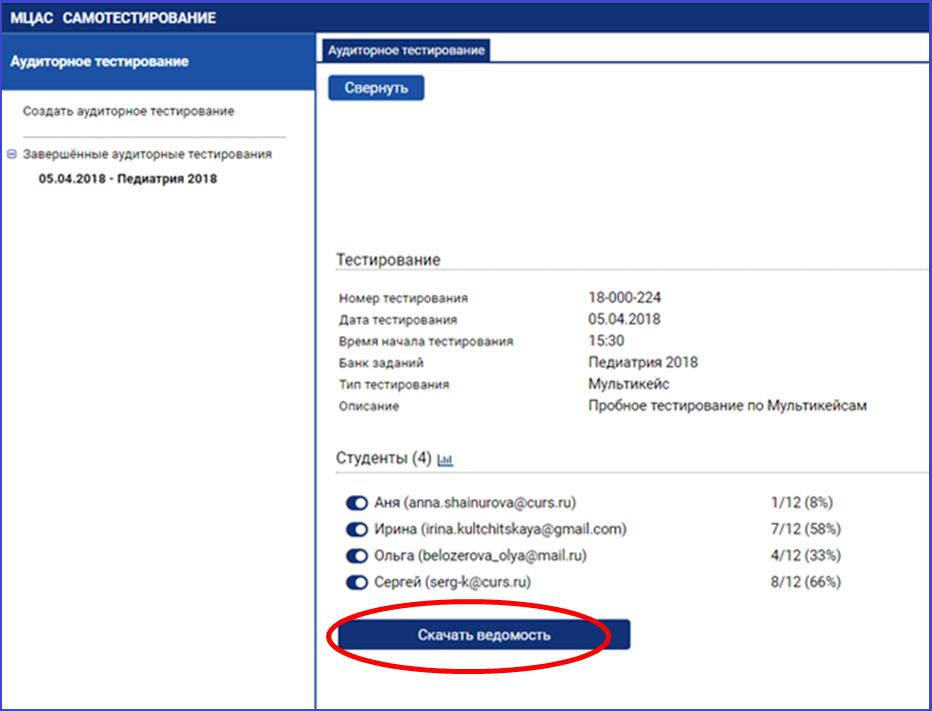 МЦАС САМОТЕСТИРОВАНИЕ
Аудиторное тестирование
Создать аудиторное тестирование
Завершённые аудиторные тестирования
05.04.2018 - Педиатрия 2018
Аудиторное тестирование
Свернуть
Тестирование
Номер тестирования 18-000-224
Дата тестирования 05.04.2018
Время начала тестирования 15:30
Банк заданий Педиатрия 2018
Тип тестирования Мультикейс
Описание Пробное тестирование по Мультикейсам
Студенты (4)
Аня (anna.shainurova@curs.ru) 1/12 (8%)
Ирина (irina.kultchitskaya@gmail.com) 7/12 (58%)
Ольга (belozerova_olya@mail.ru) 4/12 (33%)
Сергей (serg-k@curs.ru) 8/12 (66%)
Скачать ведомость